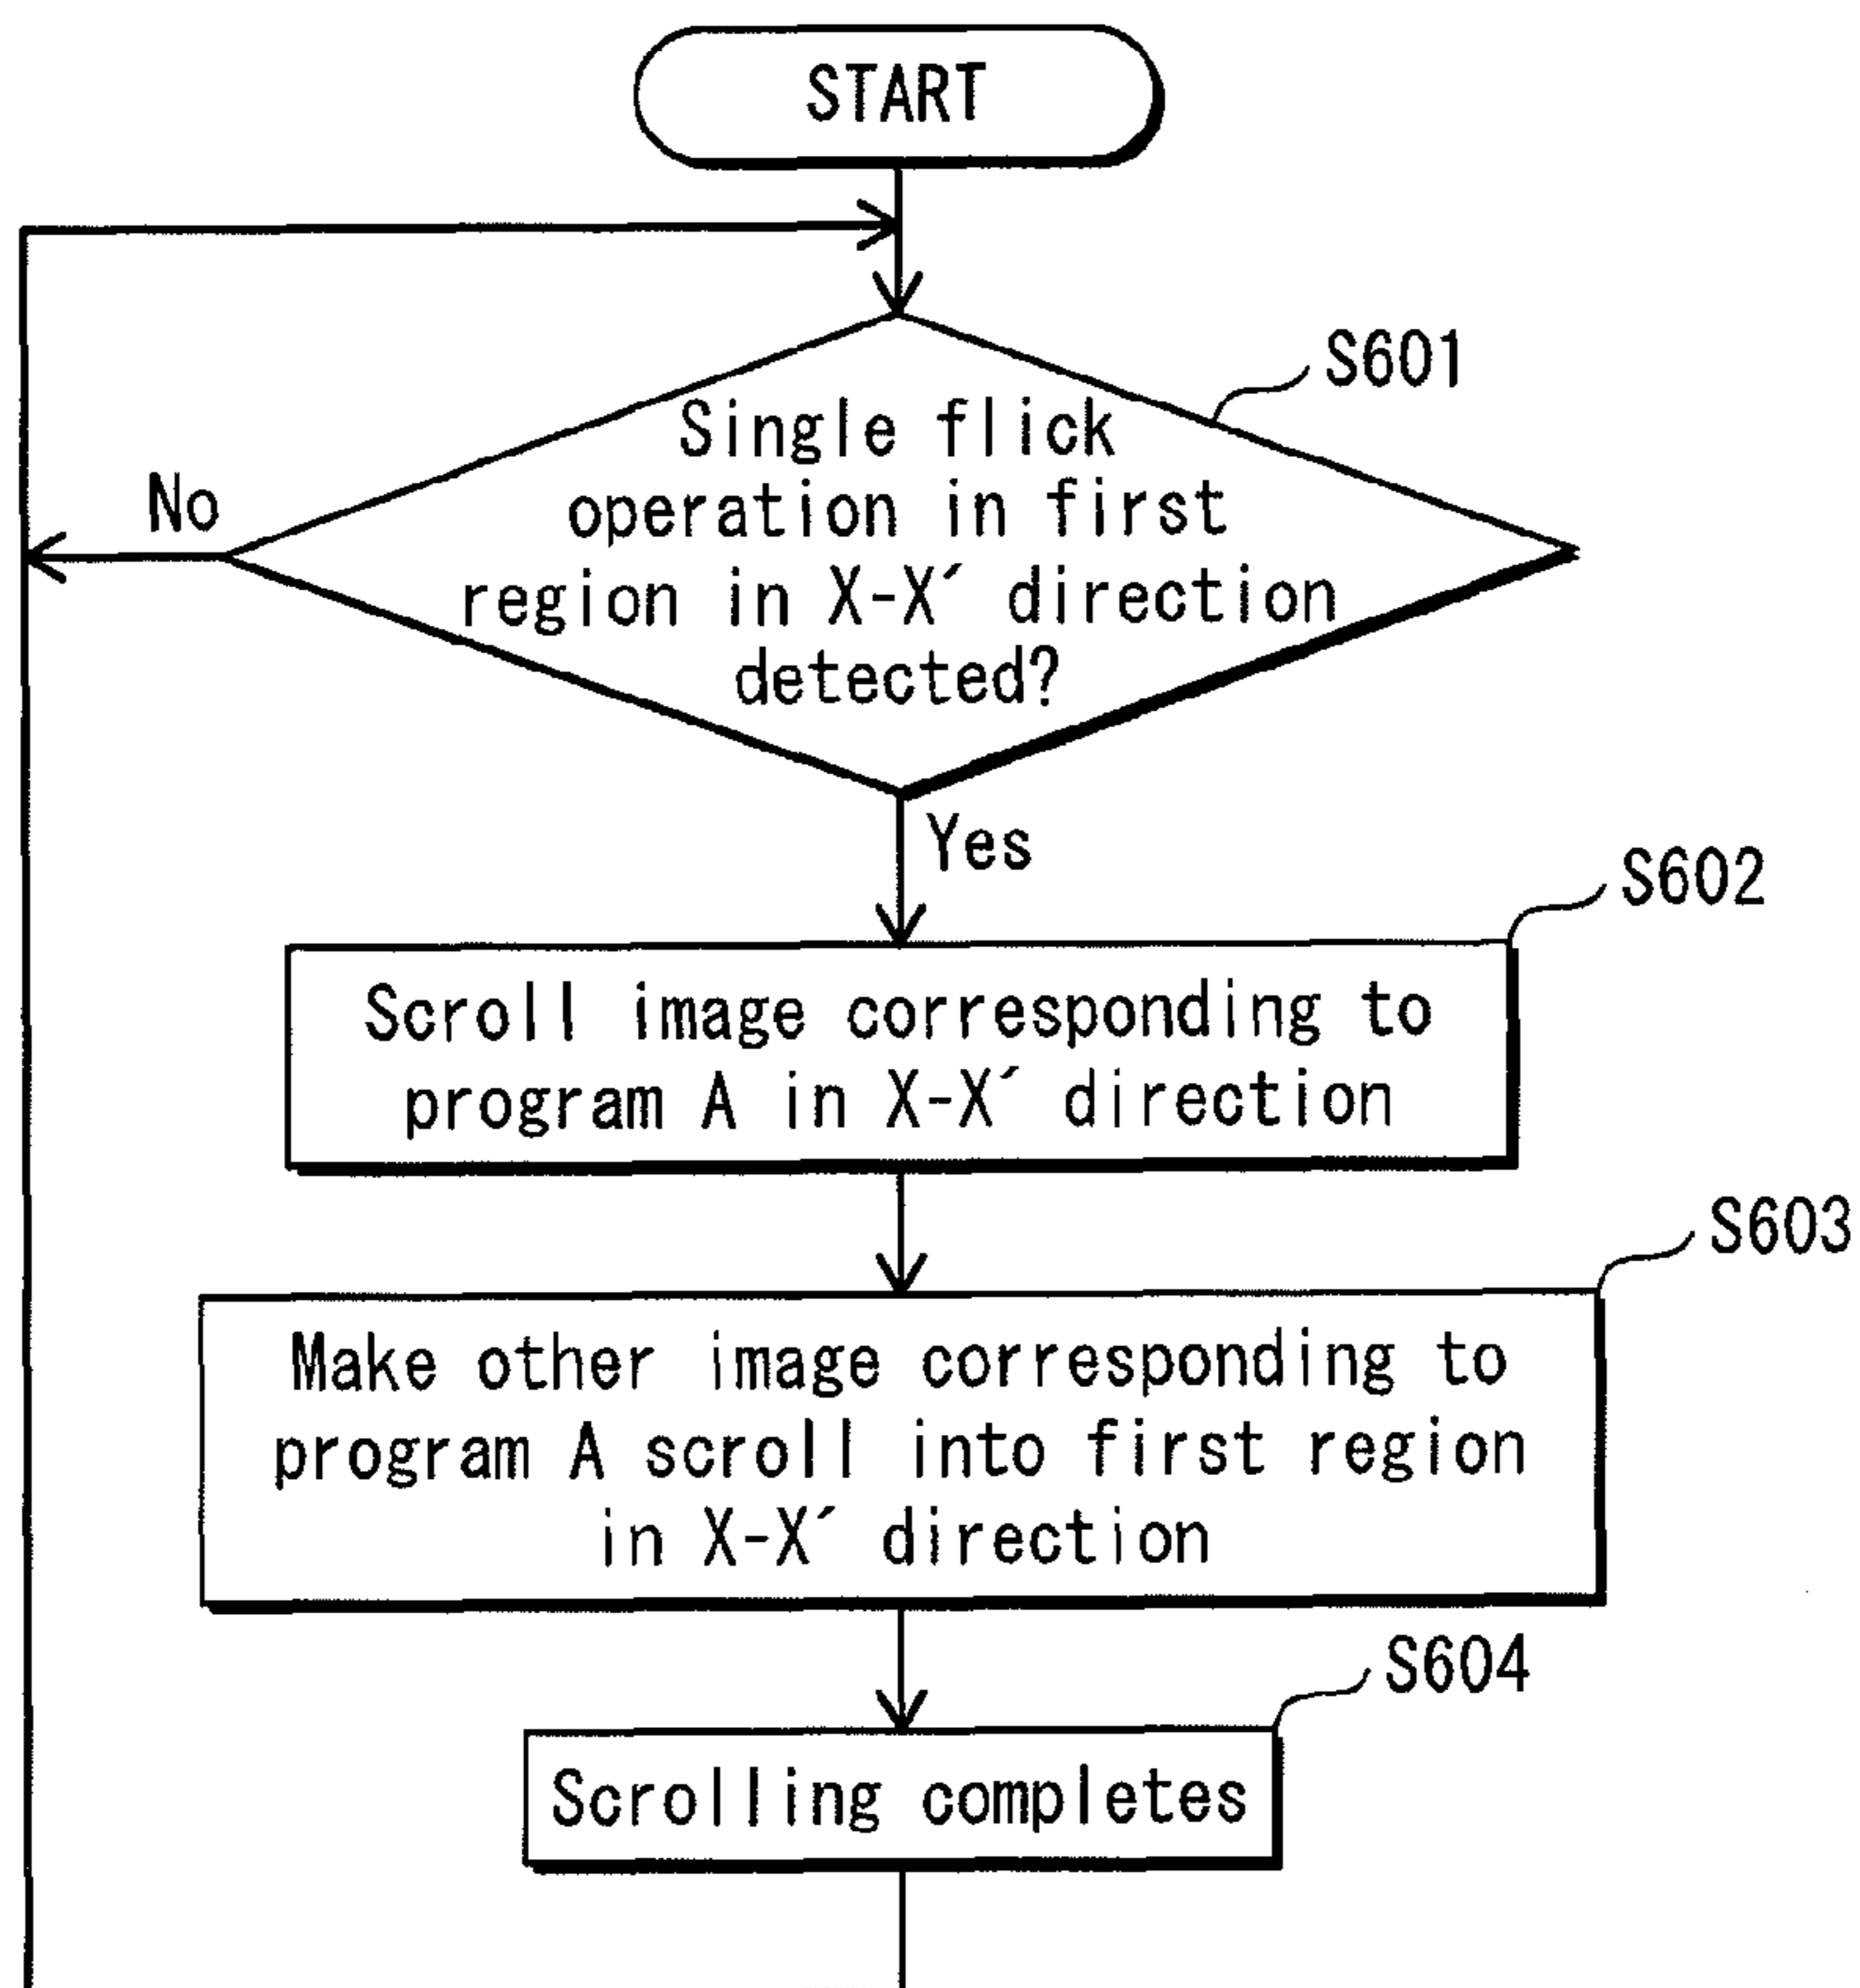 START
S601
Single flick
operation in first
region in X-X´ direction
detected?
No
Yes
S602
Scroll image corresponding to
program A in X-X´ direction
S603
Make other image corresponding to
program A scroll into first region
in X-X´ direction
S604
Scrolling completes